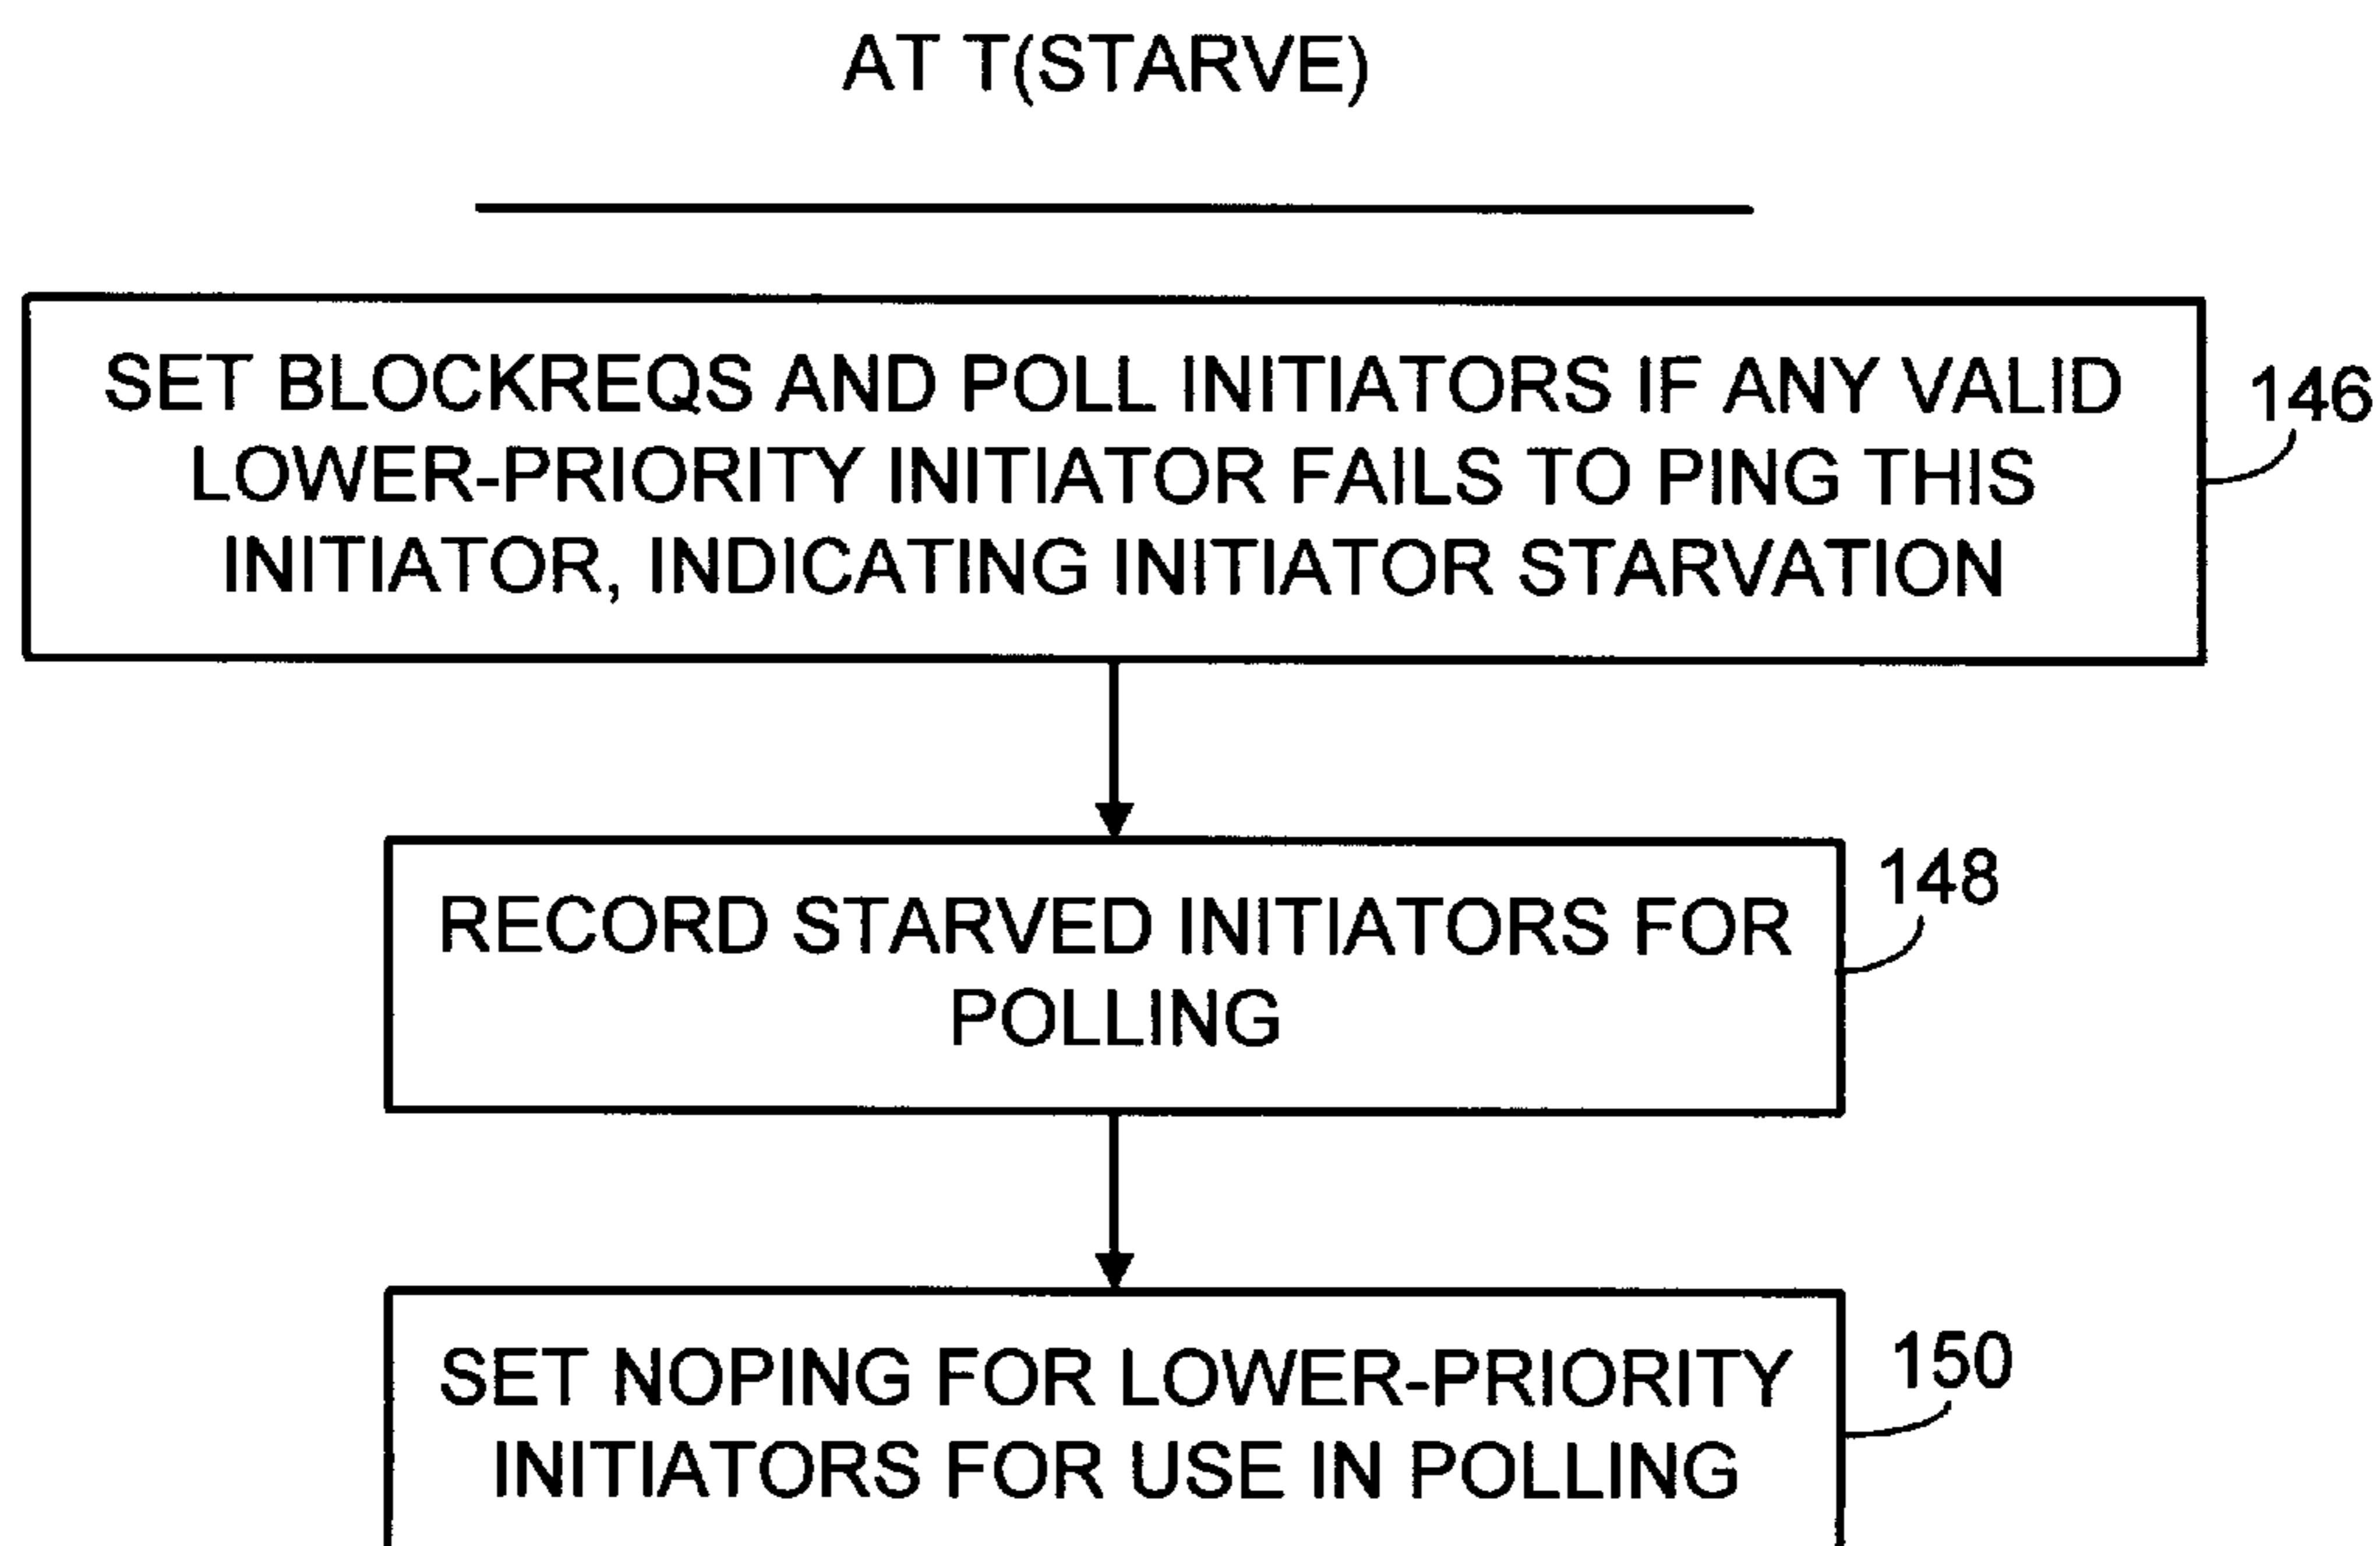 AT T(STARVE)
SET BLOCKREQS AND POLL INITIATORS IF ANY VALID
LOWER-PRIORITY INITIATOR FAILS TO PING THIS
INITIATOR, INDICATING INITIATOR STARVATION
146
RECORD STARVED INITIATORS FOR
POLLING
148
SET NOPING FOR LOWER-PRIORITY
INITIATORS FOR USE IN POLLING
150